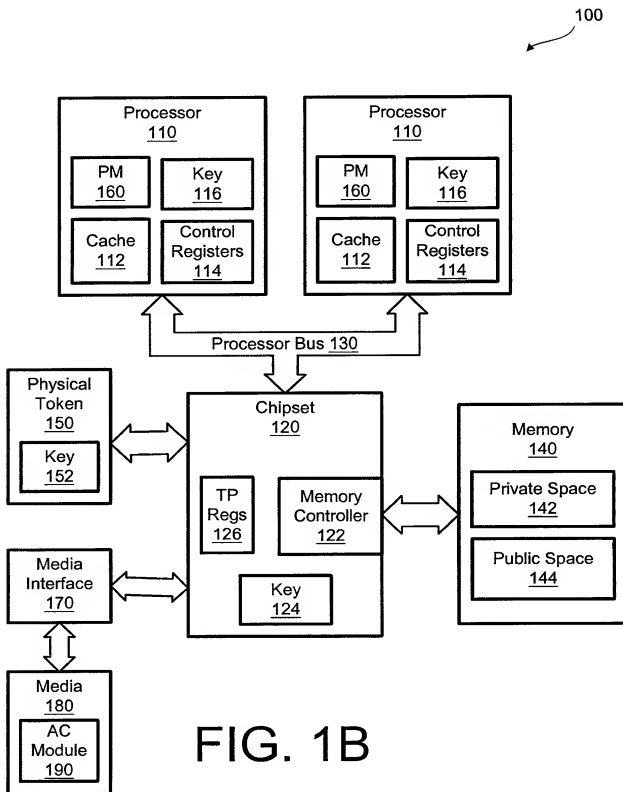 100
Processor
110
PM
160
Key
116
Cache
112
Control
Registers
114
Processor
110
PM
160
Key
116
Cache
112
Control
Registers
114
Processor Bus 130
Physical
Token
150
Key
152
Chipset
120
TP
Regs
126
Memory
Controller
122
Key
124
Memory
140
Private Space
142
Public Space
144
Media
Interface
170
Media
180
AC
Module
190
FIG. 1B